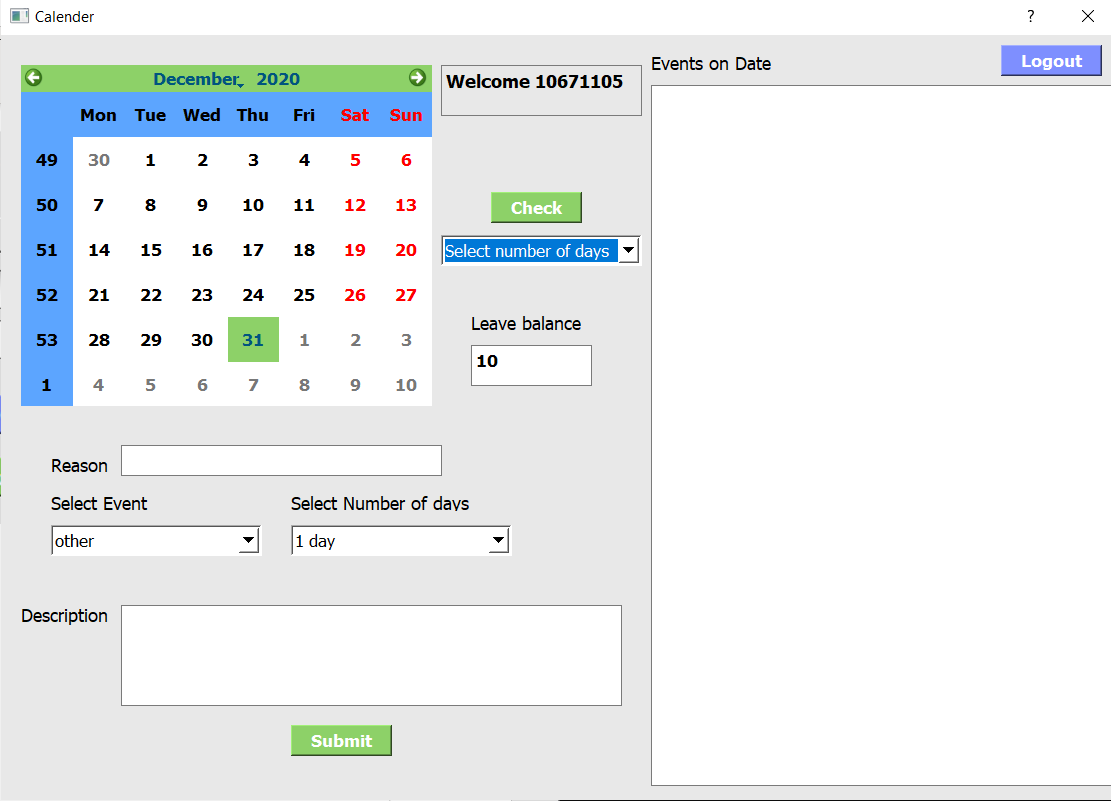 Calender
?
December 2020
Mon Tue Wed Thu Fri Sat Sun
49 30 1 2 3 4 5 6
50 7 8 9 10 11 12 13
51 14 15 16 17 18 19 20
52 21 22 23 24 25 26 27
53 28 29 30 31 1 2 3
1 4 5 6 7 8 9 10
Welcome 10671105
Check
Select number of days
Leave balance
10
Reason
Select Event
Select Number of days
other
1 day
Description
Submit
Events on Date
Logout